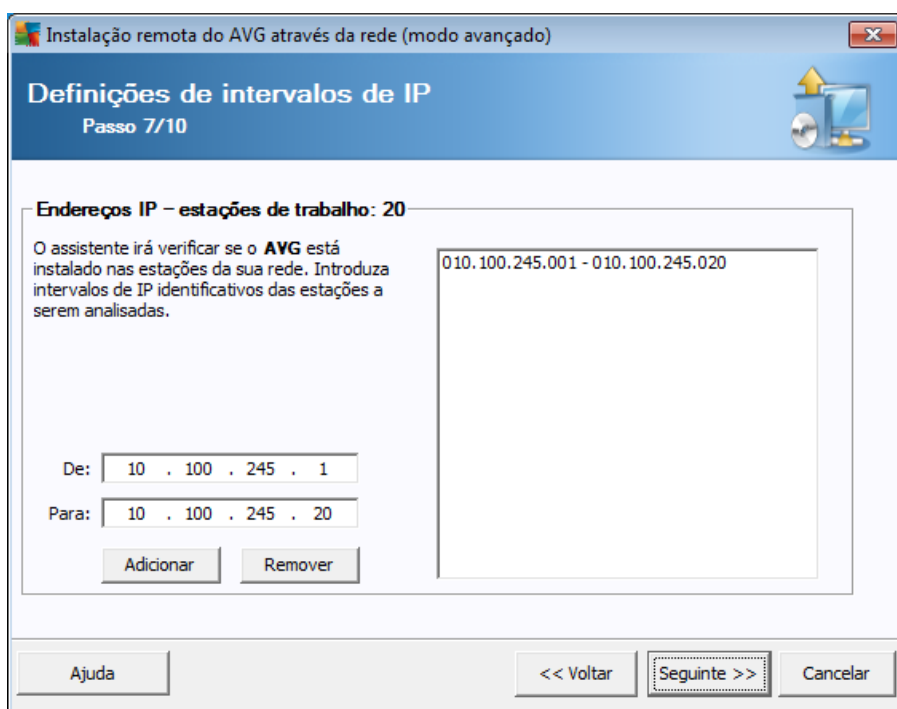 Instalação remota do AVG através da rede (modo avançado)
Definições de intervalos de IP
Passo 7/10
Endereços IP – estações de trabalho: 20
O assistente irá verificar se o AVG está
instalado nas estações da sua rede. Introduza
intervalos de IP identificativos das estações a
serem analisadas.
010.100.245.001 - 010.100.245.020
De: 10 . 100 . 245 . 1
Para: 10 . 100 . 245 . 20
Adicionar Remover
Ajuda << Voltar Seguinte >> Cancelar